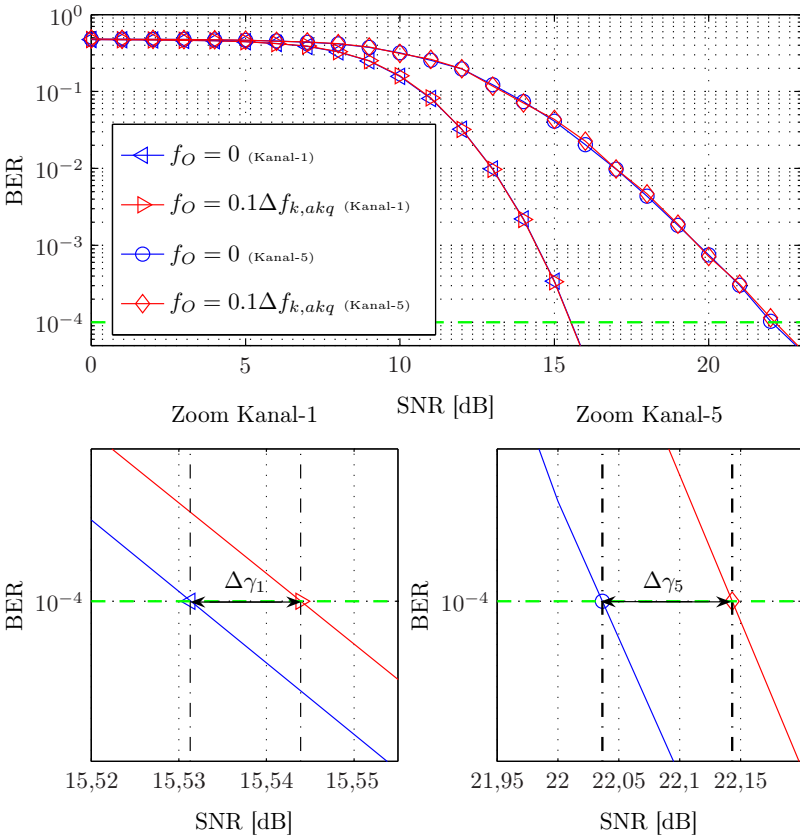 10^0
10^-1
10^-2
10^-3
10^-4
BER
f_O = 0 (Kanal-1)
f_O = 0.1Δf_{k,akq} (Kanal-1)
f_O = 0 (Kanal-5)
f_O = 0.1Δf_{k,akq} (Kanal-5)
0 5 10 15 20
SNR [dB]
Zoom Kanal-1
Zoom Kanal-5
BER
10^-4
Δγ_1
15,52 15,53 15,54 15,55
SNR [dB]
BER
10^-4
Δγ_5
21,95 22 22,05 22,1 22,15
SNR [dB]